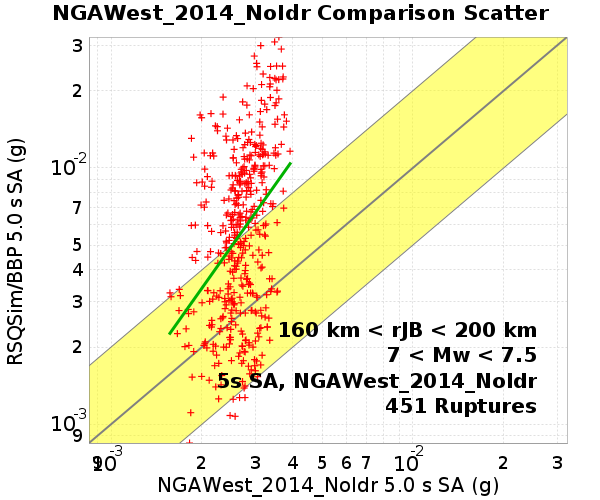 NGAWest_2014_NoIdr Comparison Scatter
RSQSim/BBP 5.0 s SA (g)
3
2
10-2
7
5
4
3
2
10-3
9
160 km < rJB < 200 km
7 < Mw < 7.5
5s SA, NGAWest_2014_NoIdr
451 Ruptures
9 10-3 2 3 4 5 6 7 10-2 2 3
NGAWest_2014_NoIdr 5.0 s SA (g)